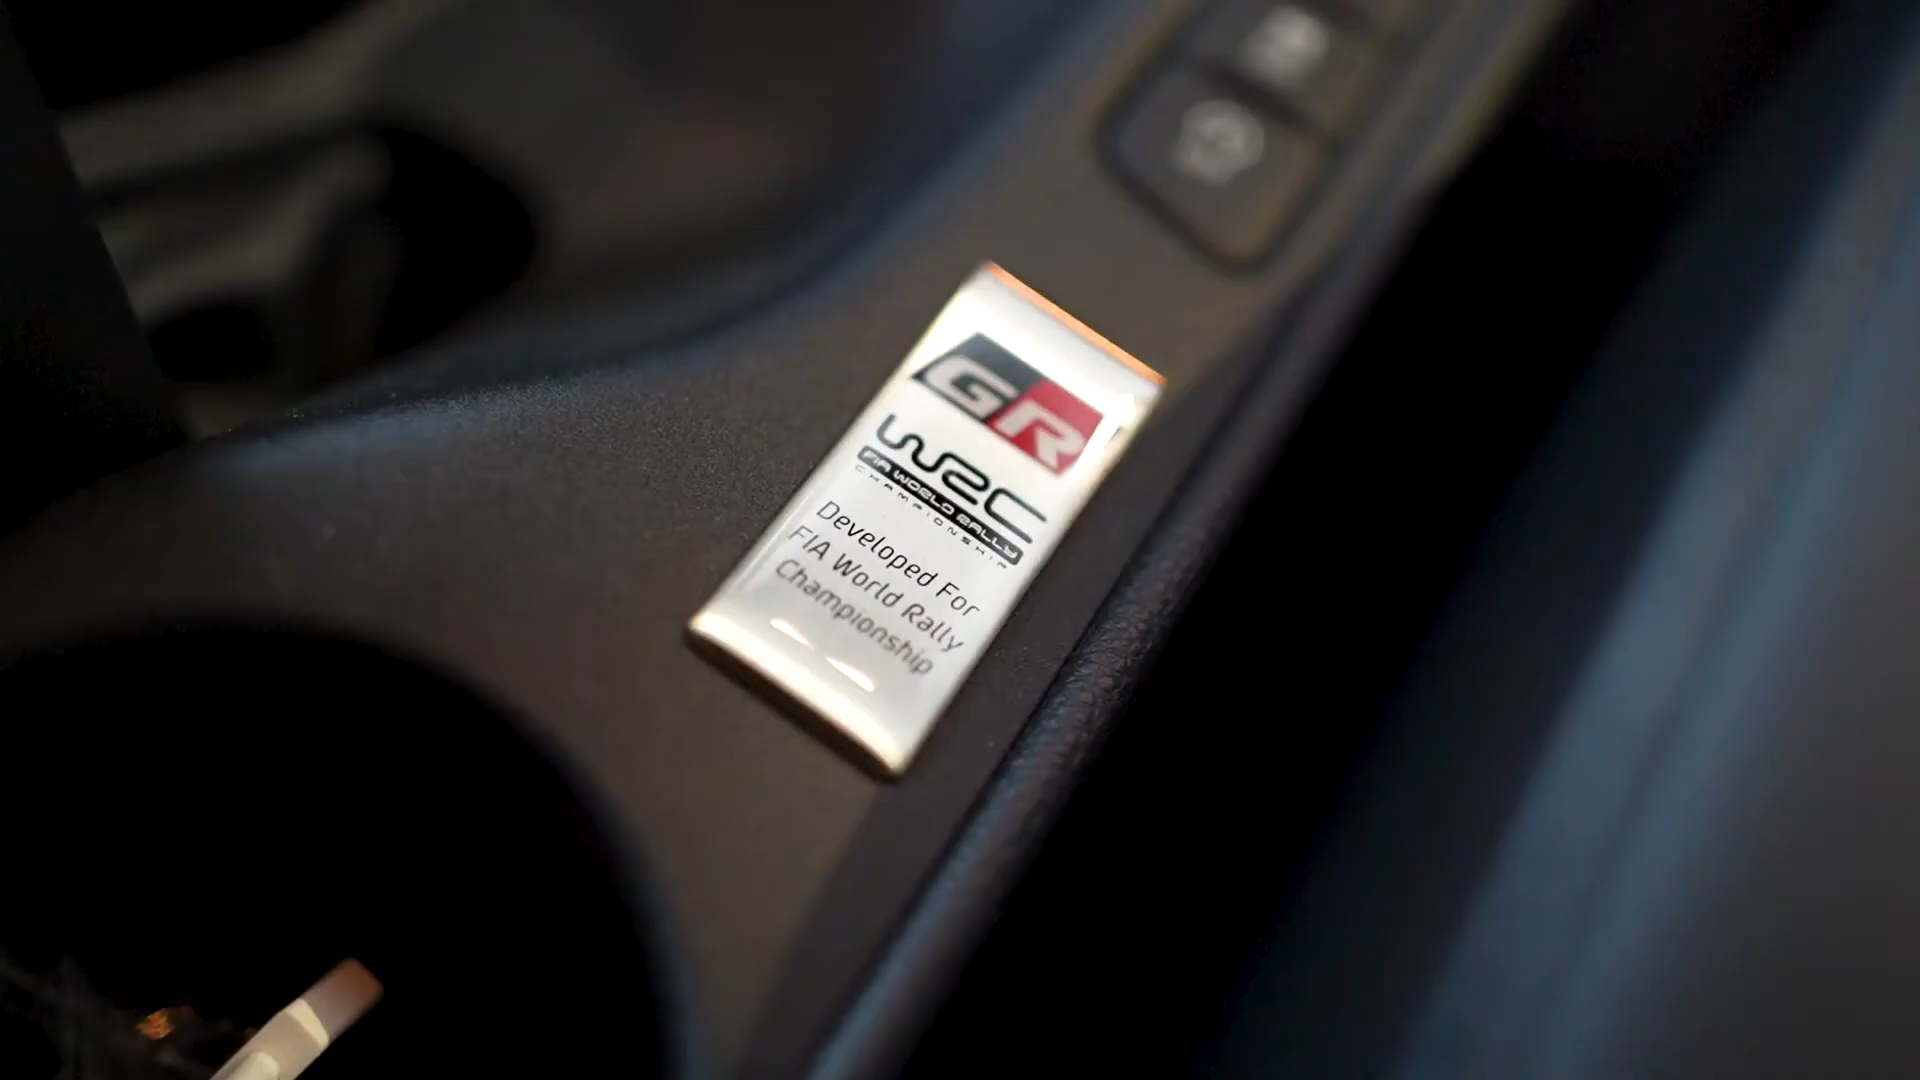 GR
WRC
FIA WORLD RALLY
CHAMPIONSHIP
Developed For
FIA World Rally
Championship